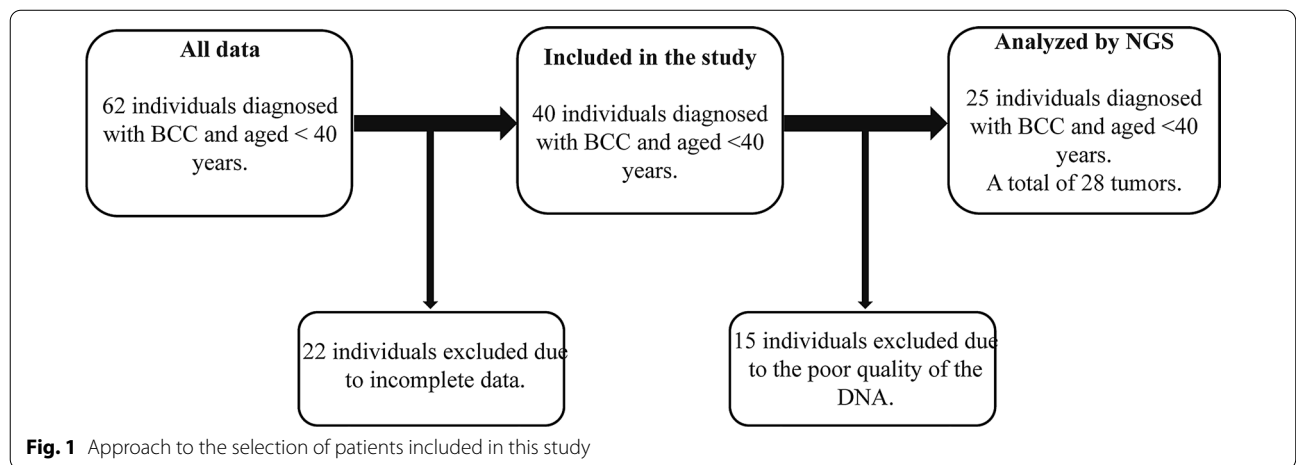 All data
62 individuals diagnosed
with BCC and aged < 40
years.
Included in the study
40 individuals diagnosed
with BCC and aged <40
years.
Analyzed by NGS
25 individuals diagnosed
with BCC and aged <40
years.
A total of 28 tumors.
22 individuals excluded due
to incomplete data.
15 individuals excluded due
to the poor quality of the
DNA.
Fig. 1 Approach to the selection of patients included in this study